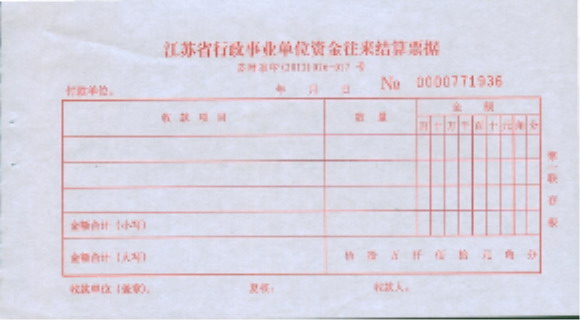 江苏省行政事业单位资金往来结算票据
No 0000771936
付款单位： 年 月 日
收款项目 数量 金额
百十万千百十元角分
金额合计（小写）
金额合计（大写） 佰拾万仟佰拾元角分
第一联 存根
收款单位（盖章）： 复核： 收款人：